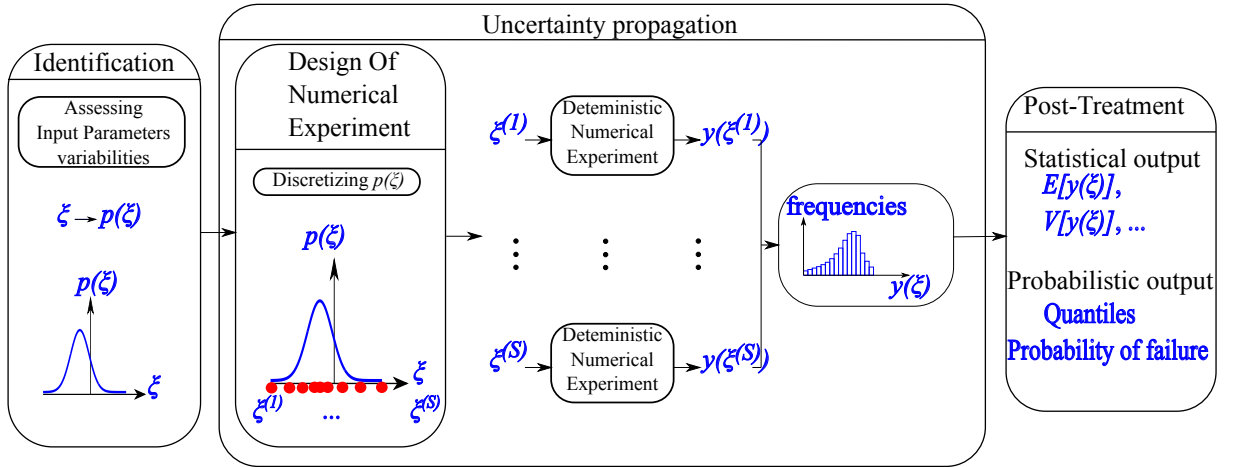 Identification
Assessing
Input Parameters
variabilities
ξ → p(ξ)
p(ξ)
ξ
Uncertainty propagation
Design Of
Numerical
Experiment
Discretizing p(ξ)
p(ξ)
ξ
ξ(1) ... ξ(S)
ξ(1)
Deteministic
Numerical
Experiment
y(ξ(1))
ξ(S)
Deteministic
Numerical
Experiment
y(ξ(S))
frequencies
y(ξ)
Post-Treatment
Statistical output
E[y(ξ)],
V[y(ξ)], ...
Probabilistic output
Quantiles
Probability of failure